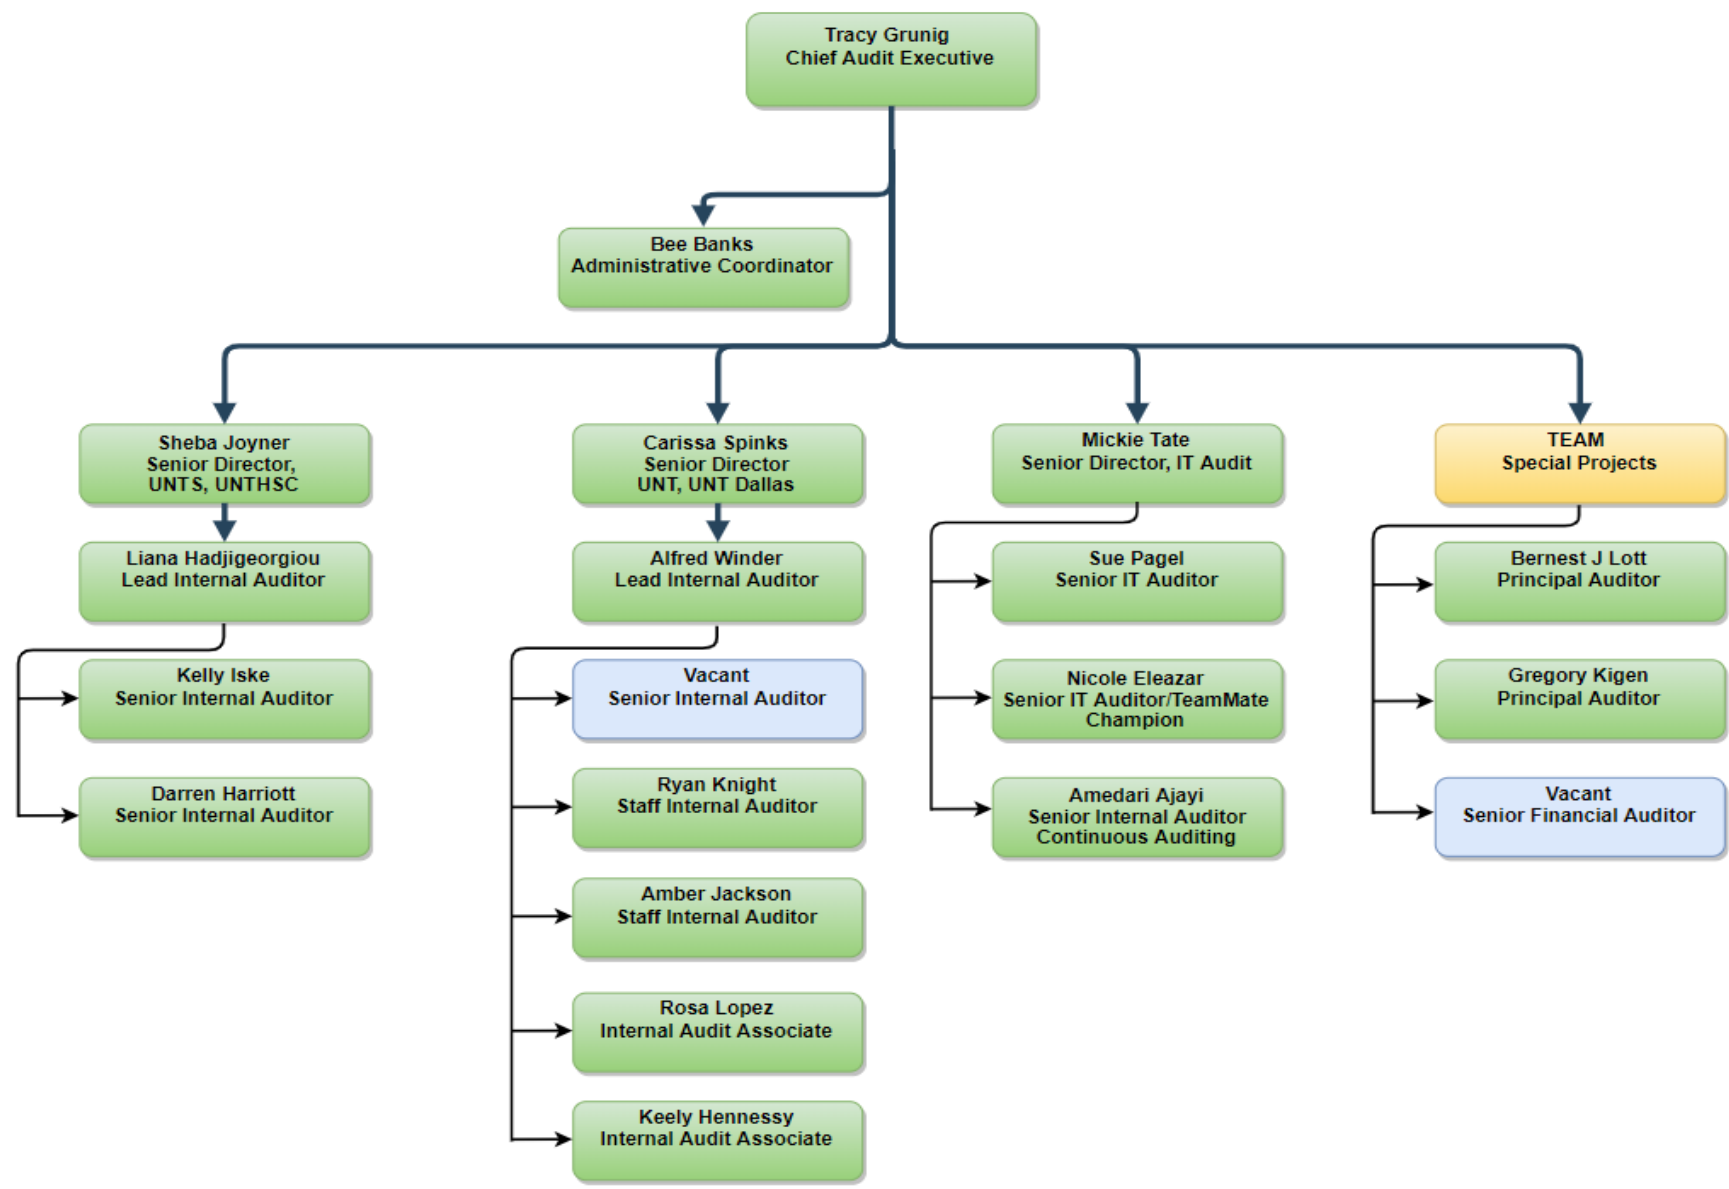 Tracy Grunig
Chief Audit Executive
Bee Banks
Administrative Coordinator
Sheba Joyner
Senior Director,
UNTS, UNTHSC
Carissa Spinks
Senior Director
UNT, UNT Dallas
Mickie Tate
Senior Director, IT Audit
TEAM
Special Projects
Liana Hadjigeorgiou
Lead Internal Auditor
Alfred Winder
Lead Internal Auditor
Sue Pagel
Senior IT Auditor
Bernest J Lott
Principal Auditor
Kelly Iske
Senior Internal Auditor
Vacant
Senior Internal Auditor
Nicole Eleazar
Senior IT Auditor/TeamMate
Champion
Gregory Kigen
Principal Auditor
Darren Harriott
Senior Internal Auditor
Ryan Knight
Staff Internal Auditor
Amedari Ajayi
Senior Internal Auditor
Continuous Auditing
Vacant
Senior Financial Auditor
Amber Jackson
Staff Internal Auditor
Rosa Lopez
Internal Audit Associate
Keely Hennessy
Internal Audit Associate